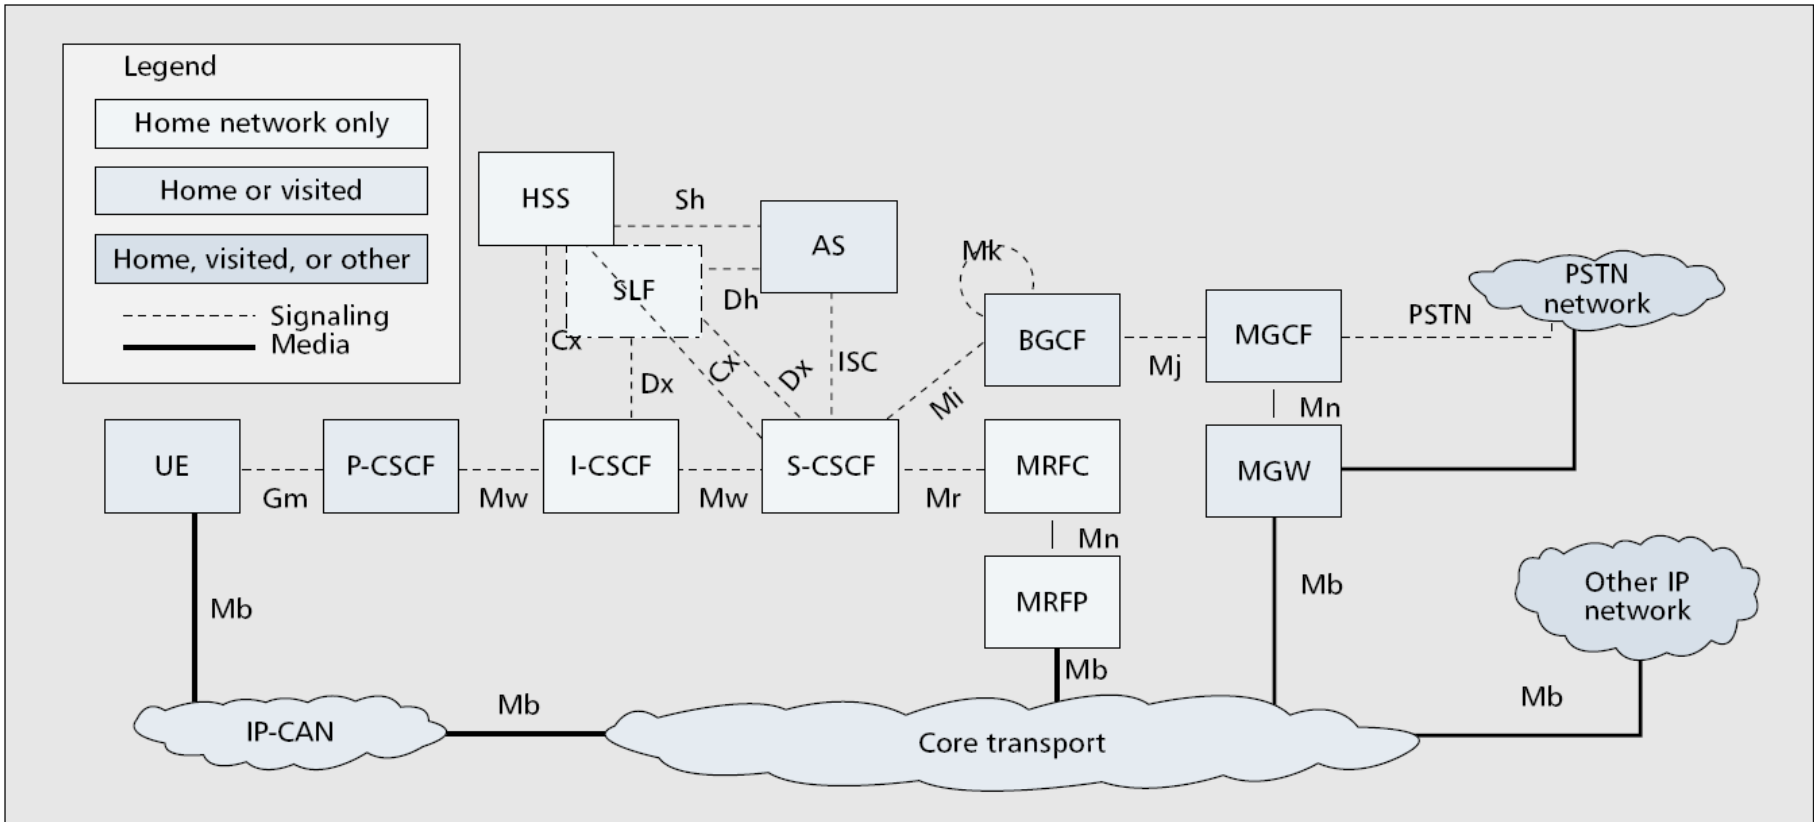 Legend
Home network only
Home or visited
Home, visited, or other
Signaling
Media
HSS
Sh
AS
SLF
Dh
Mk
PSTN
network
BGCF
MGCF
PSTN
Mj
Cx
Dx
Cx
Dx
ISC
Mi
Mn
UE
Gm
P-CSCF
Mw
I-CSCF
Mw
S-CSCF
Mr
MRFC
MGW
Mn
MRFP
Mb
Mb
Mb
Other IP
network
Mb
Mb
IP-CAN
Core transport
Mb